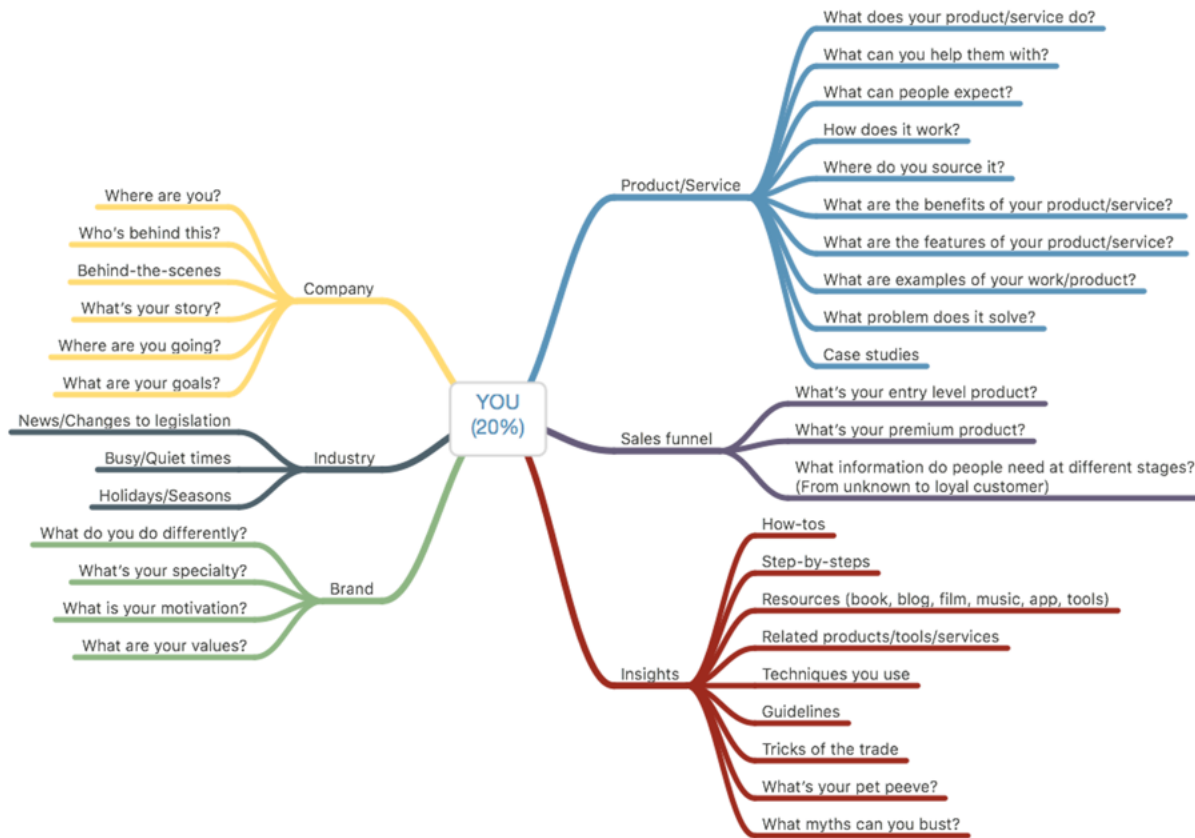 YOU
(20%)
Product/Service
What does your product/service do?
What can you help them with?
What can people expect?
How does it work?
Where do you source it?
What are the benefits of your product/service?
What are the features of your product/service?
What are examples of your work/product?
What problem does it solve?
Case studies
Sales funnel
What's your entry level product?
What's your premium product?
What information do people need at different stages?
(From unknown to loyal customer)
Insights
How-tos
Step-by-steps
Resources (book, blog, film, music, app, tools)
Related products/tools/services
Techniques you use
Guidelines
Tricks of the trade
What's your pet peeve?
What myths can you bust?
Company
Where are you?
Who's behind this?
Behind-the-scenes
What's your story?
Where are you going?
What are your goals?
Industry
News/Changes to legislation
Busy/Quiet times
Holidays/Seasons
Brand
What do you do differently?
What's your specialty?
What is your motivation?
What are your values?